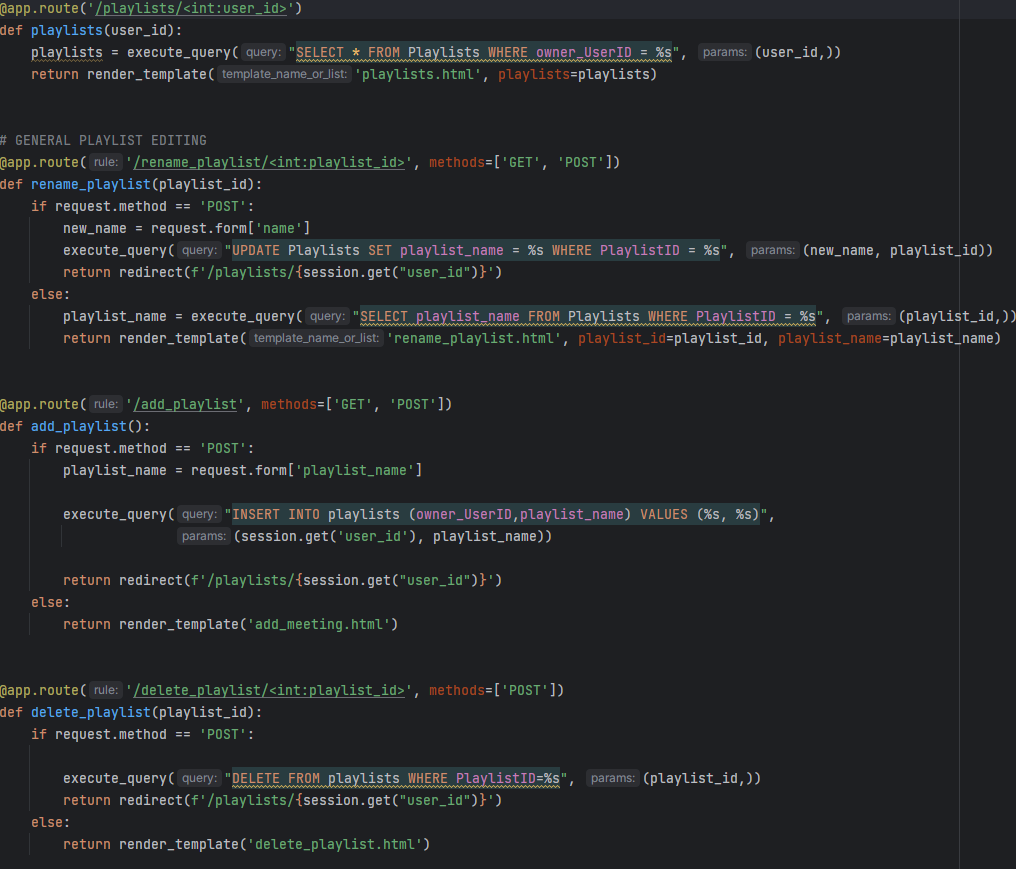 @app.route('/playlists/<int:user_id>')
def playlists(user_id):
    playlists = execute_query( query: "SELECT * FROM Playlists WHERE owner_UserID = %s", params: (user_id,))
    return render_template( template_name_or_list: 'playlists.html', playlists=playlists)
# GENERAL PLAYLIST EDITING
@app.route( rule: '/rename_playlist/<int:playlist_id>', methods=['GET', 'POST'])
def rename_playlist(playlist_id):
    if request.method == 'POST':
        new_name = request.form['name']
        execute_query( query: "UPDATE Playlists SET playlist_name = %s WHERE PlaylistID = %s", params: (new_name, playlist_id))
        return redirect(f'/playlists/{session.get("user_id")}')
    else:
        playlist_name = execute_query( query: "SELECT playlist_name FROM Playlists WHERE PlaylistID = %s", params: (playlist_id,))
        return render_template( template_name_or_list: 'rename_playlist.html', playlist_id=playlist_id, playlist_name=playlist_name)
@app.route( rule: '/add_playlist', methods=['GET', 'POST'])
def add_playlist():
    if request.method == 'POST':
        playlist_name = request.form['playlist_name']
        execute_query( query: "INSERT INTO playlists (owner_UserID,playlist_name) VALUES (%s, %s)",
                      params: (session.get('user_id'), playlist_name))
        return redirect(f'/playlists/{session.get("user_id")}')
    else:
        return render_template('add_meeting.html')
@app.route( rule: '/delete_playlist/<int:playlist_id>', methods=['POST'])
def delete_playlist(playlist_id):
    if request.method == 'POST':
        execute_query( query: "DELETE FROM playlists WHERE PlaylistID=%s", params: (playlist_id,))
        return redirect(f'/playlists/{session.get("user_id")}')
    else:
        return render_template('delete_playlist.html')